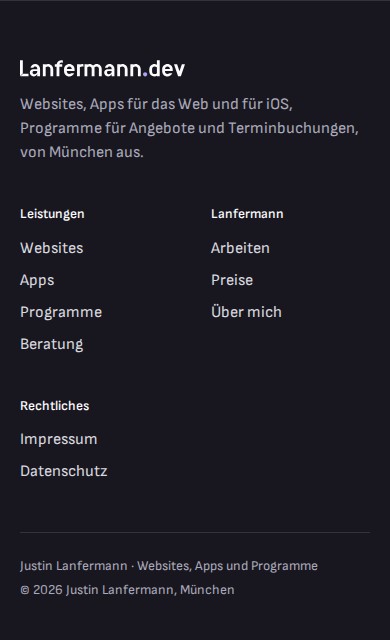 Lanfermann.dev
Websites, Apps für das Web und für iOS,
Programme für Angebote und Terminbuchungen,
von München aus.
Leistungen
Websites
Apps
Programme
Beratung
Lanfermann
Arbeiten
Preise
Über mich
Rechtliches
Impressum
Datenschutz
Justin Lanfermann · Websites, Apps und Programme
© 2026 Justin Lanfermann, München